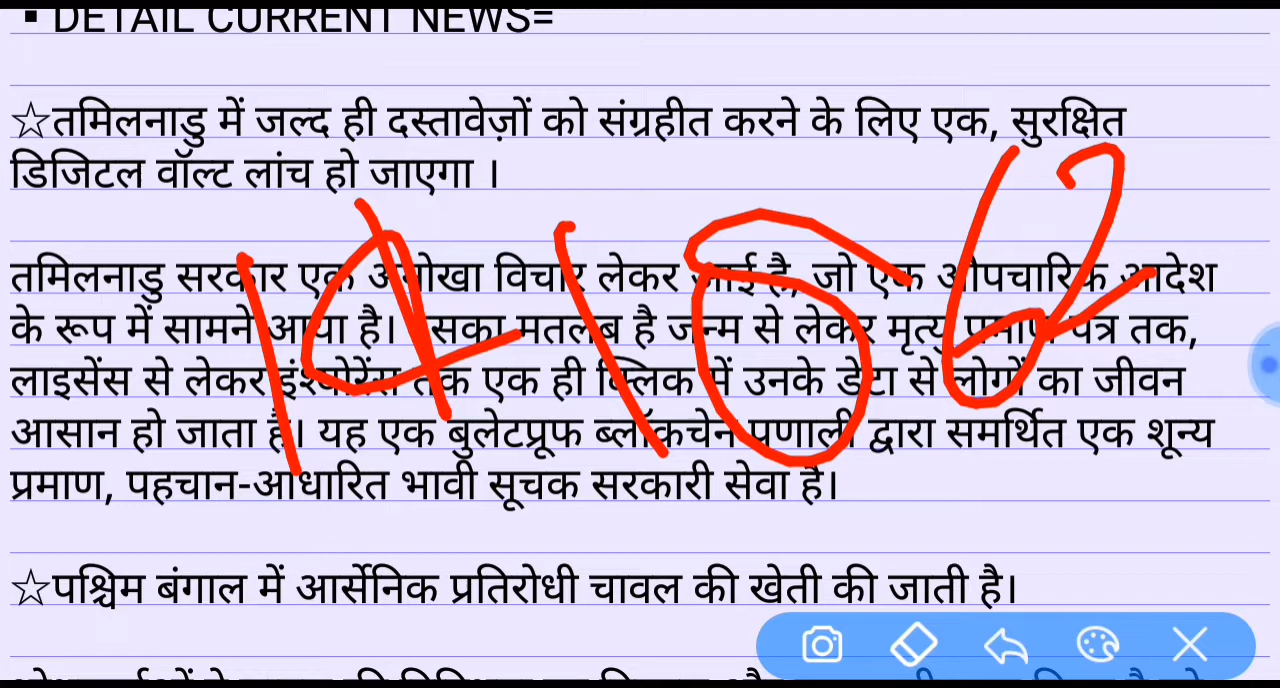 ▪ DETAIL CURRENT NEWS=
☆तमिलनाडु में जल्द ही दस्तावेज़ों को संग्रहीत करने के लिए एक, सुरक्षित
डिजिटल वॉल्ट लांच हो जाएगा ।
तमिलनाडु सरकार एक अनोखा विचार लेकर आई है, जो एक औपचारिक आदेश
के रूप में सामने आया है। इसका मतलब है जन्म से लेकर मृत्यु प्रमाण पत्र तक,
लाइसेंस से लेकर इंश्योरेंस तक एक ही क्लिक में उनके डेटा से लोगों का जीवन
आसान हो जाता है। यह एक बुलेटप्रूफ ब्लॉकचेन प्रणाली द्वारा समर्थित एक शून्य
प्रमाण, पहचान-आधारित भावी सूचक सरकारी सेवा है।
☆पश्चिम बंगाल में आर्सेनिक प्रतिरोधी चावल की खेती की जाती है।